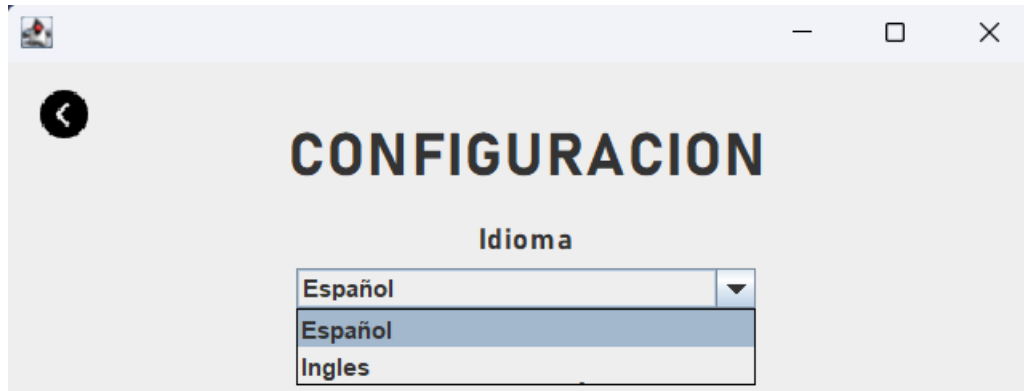 CONFIGURACION
Idioma
Español
Español
Ingles